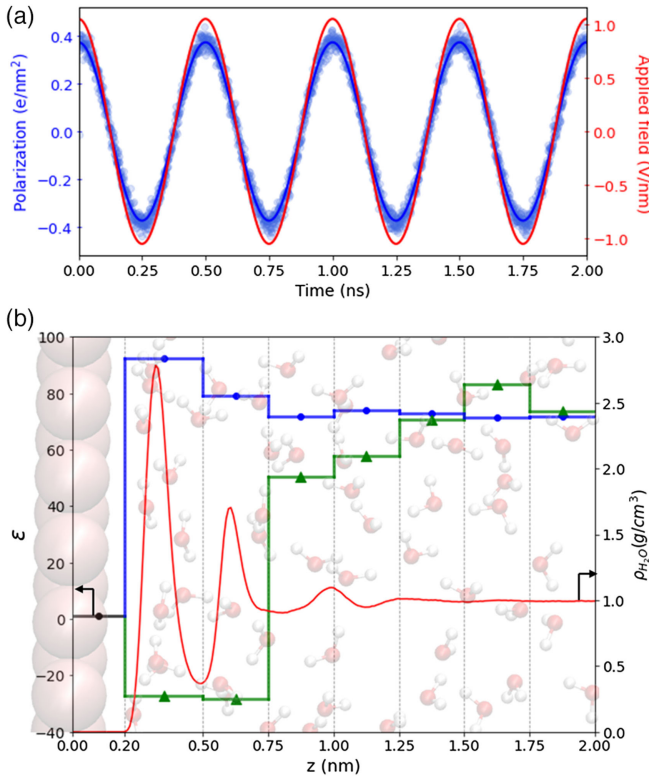 (a)
0.4
0.2
0.0
−0.2
−0.4
Polarization (e/nm²)
1.0
0.5
0.0
−0.5
−1.0
Applied field (V/nm)
0.00 0.25 0.50 0.75 1.00 1.25 1.50 1.75 2.00
Time (ns)
(b)
100
80
60
40
20
0
−20
−40
ε
3.0
2.5
2.0
1.5
1.0
0.5
0.0
ρH₂O(g/cm³)
0.00 0.20 0.50 0.75 1.00 1.25 1.50 1.75 2.00
z (nm)